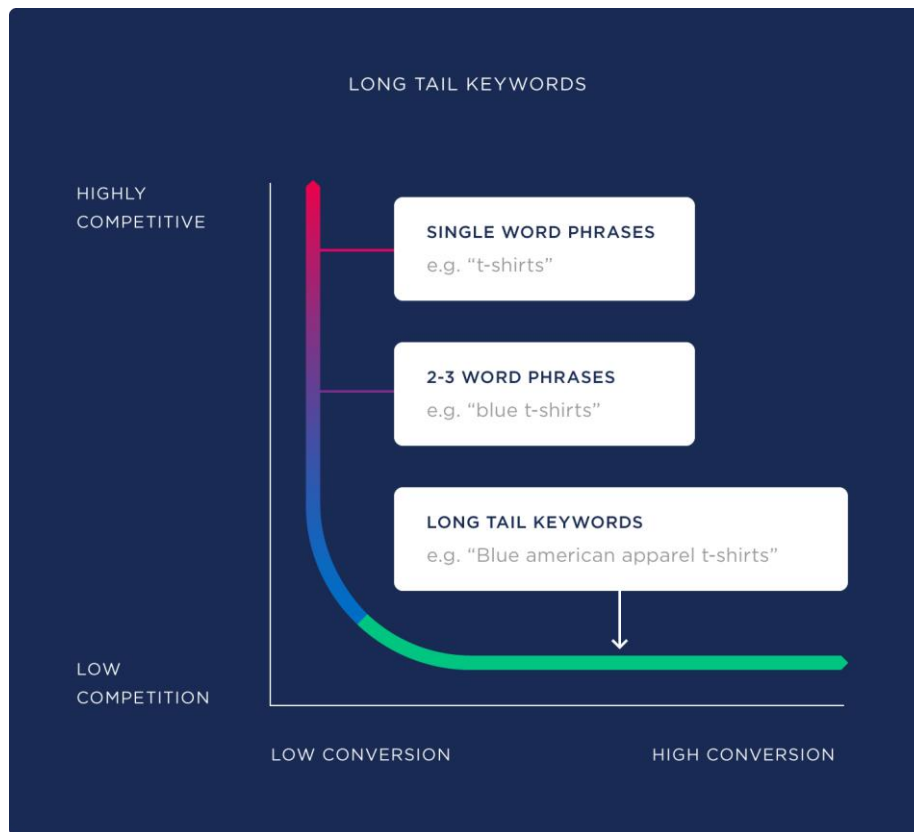 LONG TAIL KEYWORDS
HIGHLY
COMPETITIVE
SINGLE WORD PHRASES
e.g. “t-shirts”
2-3 WORD PHRASES
e.g. “blue t-shirts”
LONG TAIL KEYWORDS
e.g. “Blue american apparel t-shirts”
LOW
COMPETITION
LOW CONVERSION
HIGH CONVERSION